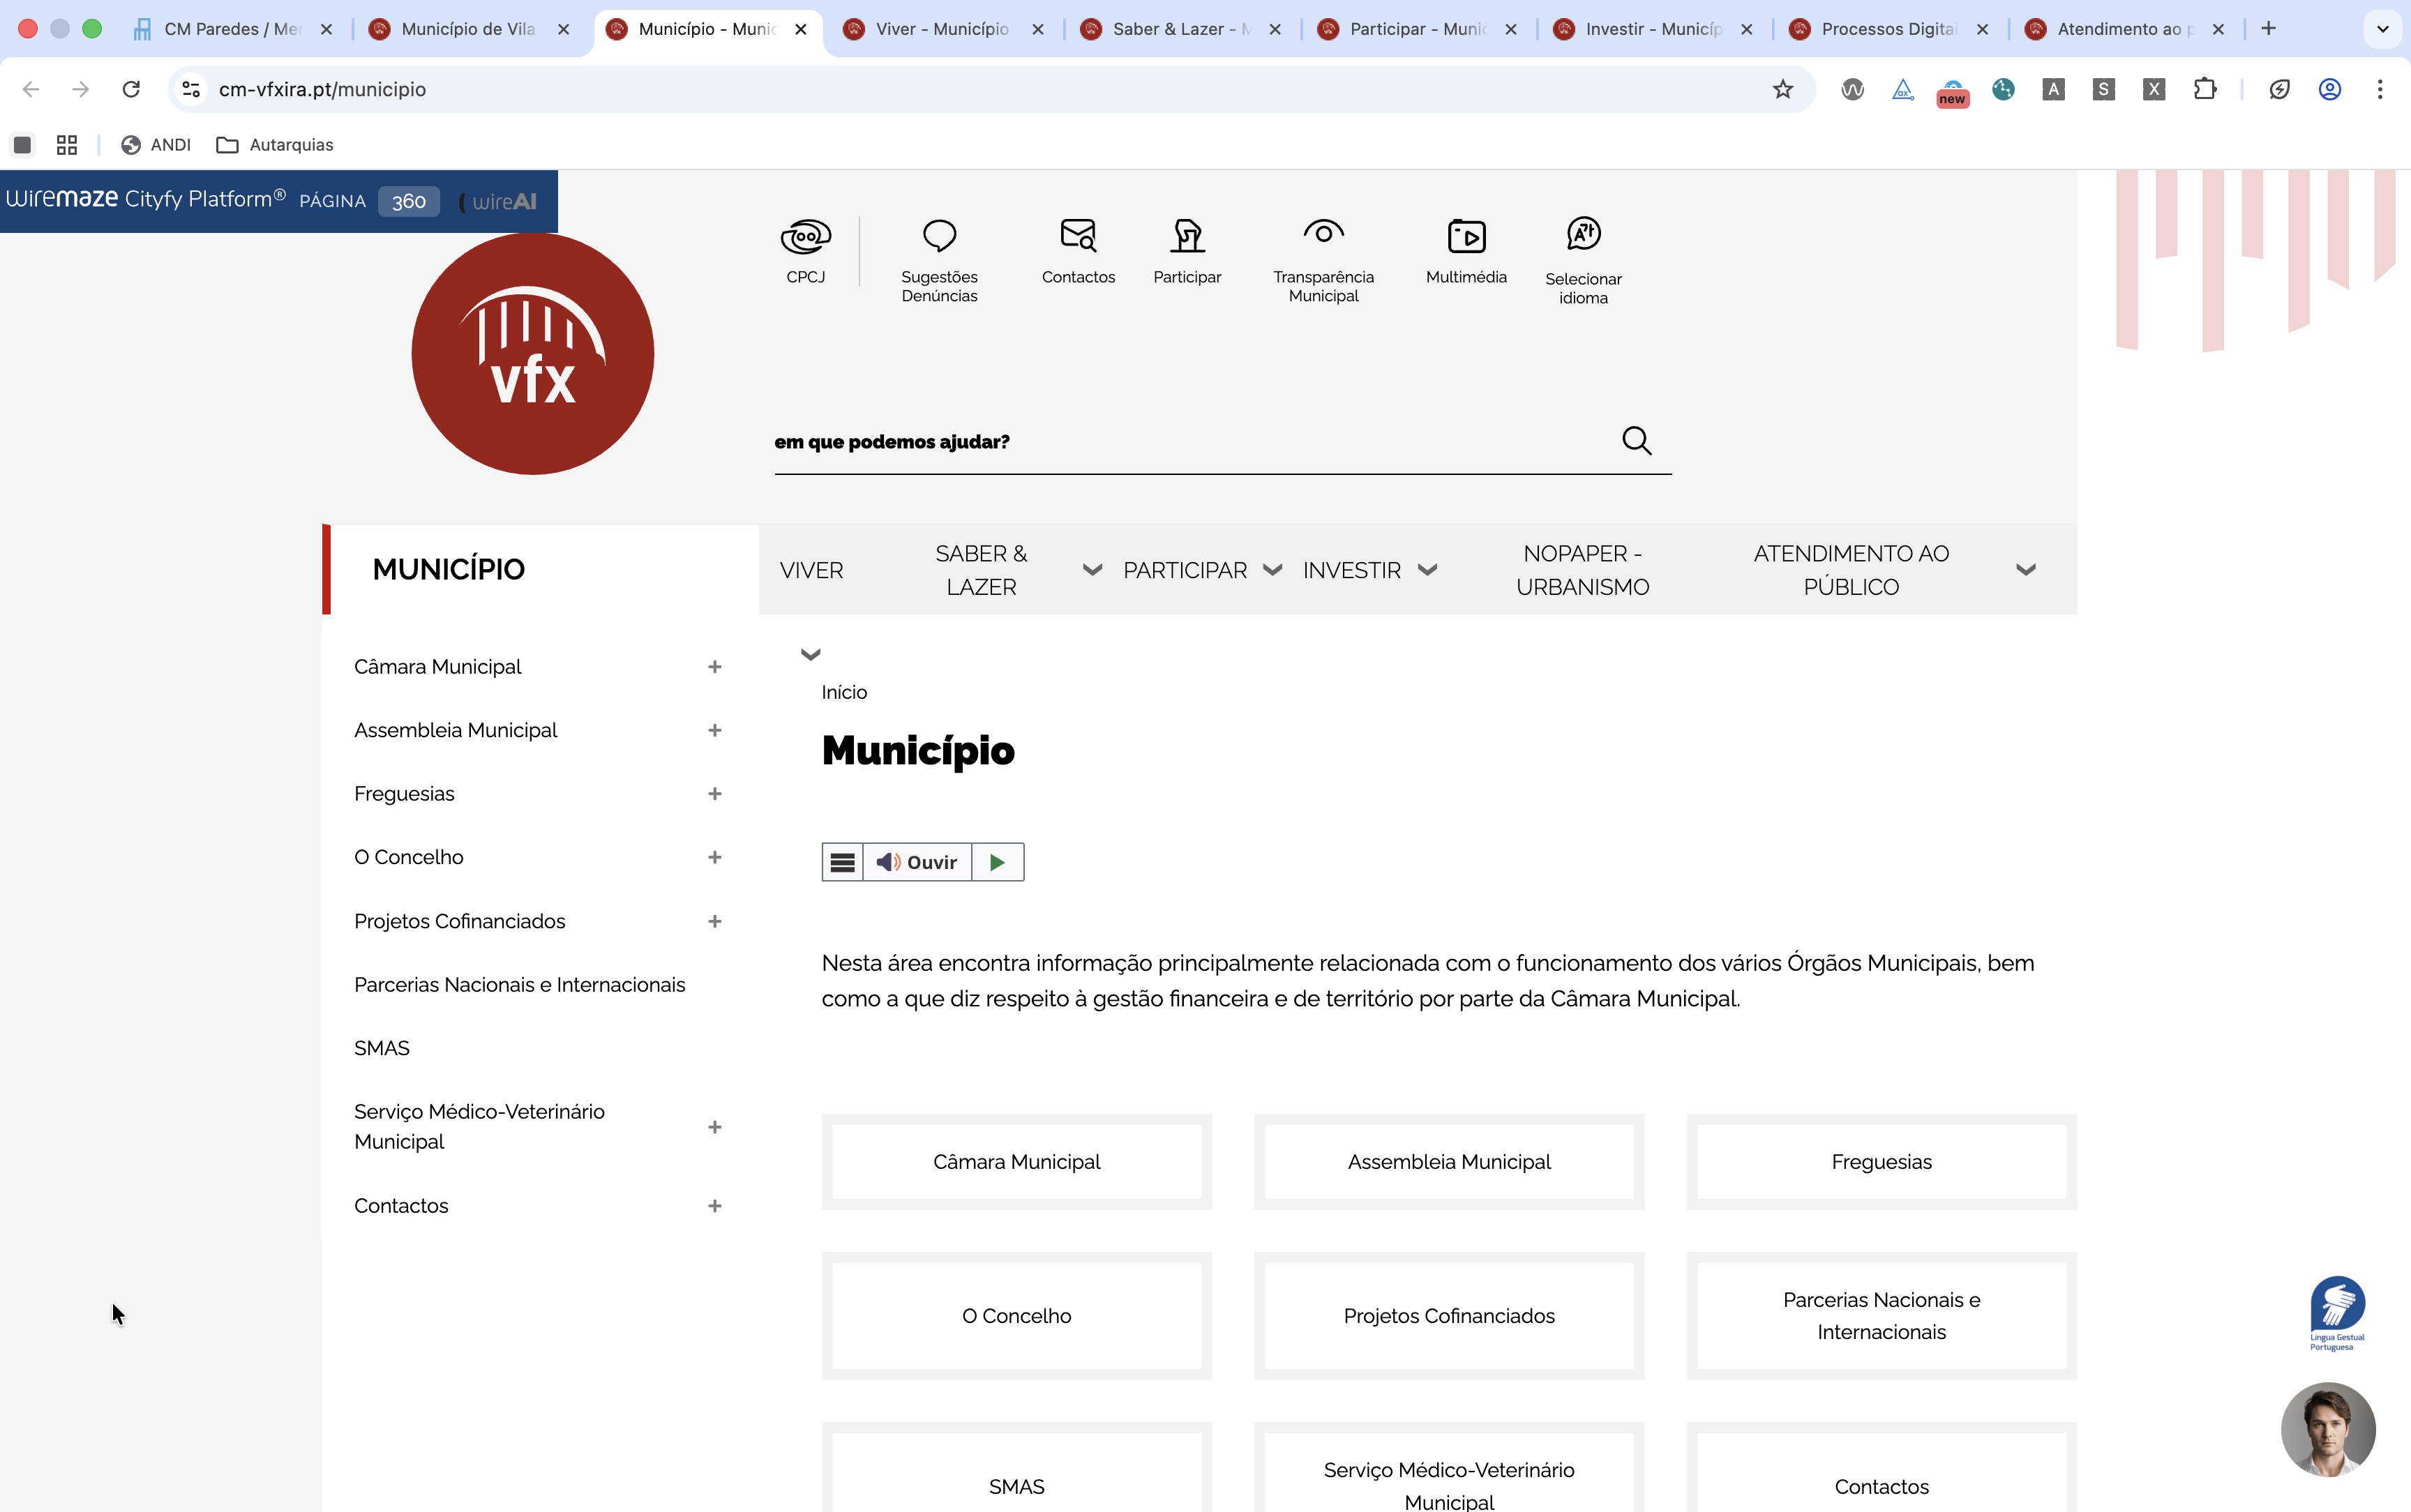 CM Paredes / Mer
Município de Vila
Município - Munic
Viver - Município
Saber & Lazer - M
Participar - Munic
Investir - Municíp
Processos Digitai
Atendimento ao p
cm-vfxira.pt/municipio
new
A
S
X
ANDI
Autarquias
wiremaze Cityfy Platform® PÁGINA 360 wireAI
vfx
CPCJ
Sugestões
Denúncias
Contactos
Participar
Transparência
Municipal
Multimédia
Selecionar
idioma
em que podemos ajudar?
MUNICÍPIO
VIVER
SABER &
LAZER
PARTICIPAR
INVESTIR
NOPAPER -
URBANISMO
ATENDIMENTO AO
PÚBLICO
Câmara Municipal
Assembleia Municipal
Freguesias
O Concelho
Projetos Cofinanciados
Parcerias Nacionais e Internacionais
SMAS
Serviço Médico-Veterinário
Municipal
Contactos
Início
Município
Ouvir
Nesta área encontra informação principalmente relacionada com o funcionamento dos vários Órgãos Municipais, bem
como a que diz respeito à gestão financeira e de território por parte da Câmara Municipal.
Câmara Municipal
Assembleia Municipal
Freguesias
O Concelho
Projetos Cofinanciados
Parcerias Nacionais e
Internacionais
SMAS
Serviço Médico-Veterinário
Municipal
Contactos
Língua Gestual
Portuguesa